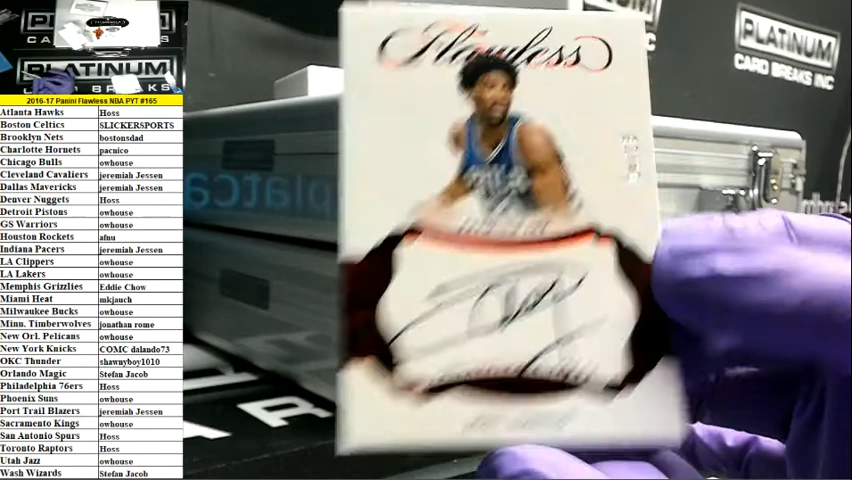 PLATINUM
CARD BREAKS INC
PLATINUM
2016-17 Panini Flawless NBA PYT #165
Atlanta Hawks Hoss
Boston Celtics SLICKERSPORTS
Brooklyn Nets bostonsdad
Charlotte Hornets pacnico
Chicago Bulls owhouse
Cleveland Cavaliers jeremiah Jessen
Dallas Mavericks jeremiah Jessen
Denver Nuggets Hoss
Detroit Pistons owhouse
GS Warriors owhouse
Houston Rockets afnu
Indiana Pacers jeremiah Jessen
LA Clippers owhouse
LA Lakers owhouse
Memphis Grizzlies Eddie Chow
Miami Heat mkjauch
Milwaukee Bucks owhouse
Minn. Timberwolves jonathan rome
New Orl. Pelicans owhouse
New York Knicks COMC dalando73
OKC Thunder shawnyboy1010
Orlando Magic Stefan Jacob
Philadelphia 76ers Hoss
Phoenix Suns owhouse
Port Trail Blazers jeremiah Jessen
Sacramento Kings owhouse
San Antonio Spurs Hoss
Toronto Raptors Hoss
Utah Jazz owhouse
Wash Wizards Stefan Jacob
Flawless
PLATINUM
CARD BREAKS INC
platca